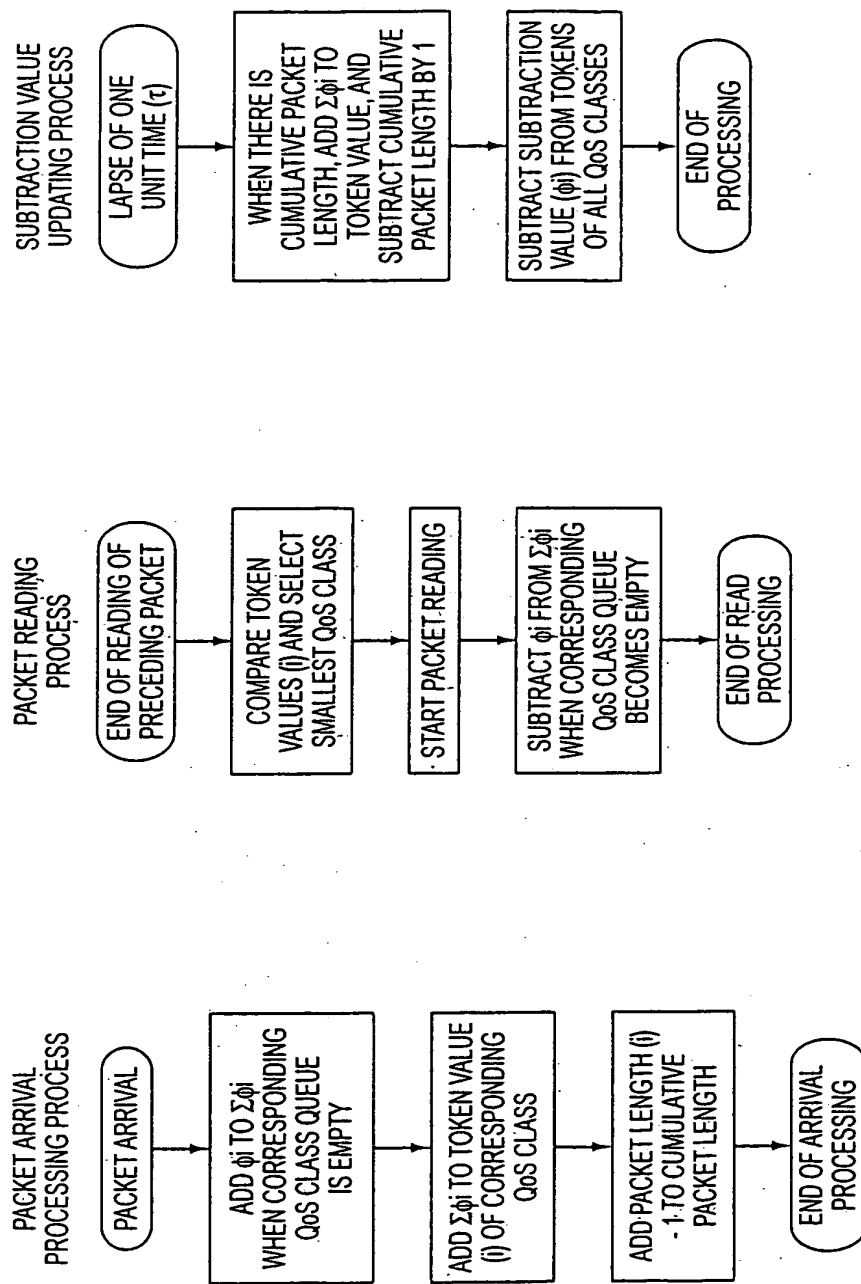 PACKET ARRIVAL
PROCESSING PROCESS
PACKET ARRIVAL
ADD ϕi TO Σϕi
WHEN CORRESPONDING
QoS CLASS QUEUE
IS EMPTY
ADD Σϕi TO TOKEN VALUE
(i) OF CORRESPONDING
QoS CLASS
ADD PACKET LENGTH (i)
- 1 TO CUMULATIVE
PACKET LENGTH
END OF ARRIVAL
PROCESSING
PACKET READING
PROCESS
END OF READING OF
PRECEDING PACKET
COMPARE TOKEN
VALUES (i) AND SELECT
SMALLEST QoS CLASS
START PACKET READING
SUBTRACT ϕi FROM Σϕi
WHEN CORRESPONDING
QoS CLASS QUEUE
BECOMES EMPTY
END OF READ
PROCESSING
SUBTRACTION VALUE
UPDATING PROCESS
LAPSE OF ONE
UNIT TIME (τ)
WHEN THERE IS
CUMULATIVE PACKET
LENGTH, ADD Σϕi TO
TOKEN VALUE, AND
SUBTRACT CUMULATIVE
PACKET LENGTH BY 1
SUBTRACT SUBTRACTION
VALUE (ϕi) FROM TOKENS
OF ALL QoS CLASSES
END OF
PROCESSING